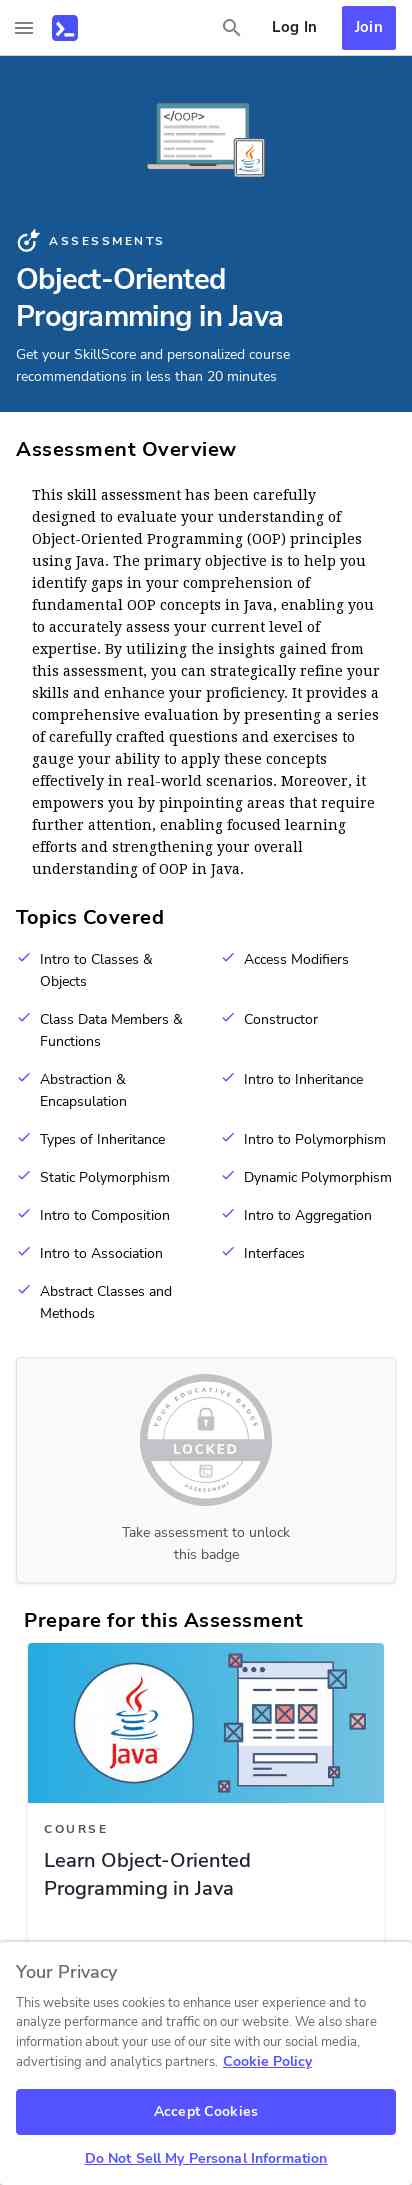 Log In
Join
</OOP>
ASSESSMENTS
Object-Oriented
Programming in Java
Get your SkillScore and personalized course
recommendations in less than 20 minutes
Assessment Overview
This skill assessment has been carefully
designed to evaluate your understanding of
Object-Oriented Programming (OOP) principles
using Java. The primary objective is to help you
identify gaps in your comprehension of
fundamental OOP concepts in Java, enabling you
to accurately assess your current level of
expertise. By utilizing the insights gained from
this assessment, you can strategically refine your
skills and enhance your proficiency. It provides a
comprehensive evaluation by presenting a series
of carefully crafted questions and exercises to
gauge your ability to apply these concepts
effectively in real-world scenarios. Moreover, it
empowers you by pinpointing areas that require
further attention, enabling focused learning
efforts and strengthening your overall
understanding of OOP in Java.
Topics Covered
Intro to Classes &
Objects
Access Modifiers
Class Data Members &
Functions
Constructor
Abstraction &
Encapsulation
Intro to Inheritance
Types of Inheritance
Intro to Polymorphism
Static Polymorphism
Dynamic Polymorphism
Intro to Composition
Intro to Aggregation
Intro to Association
Interfaces
Abstract Classes and
Methods
YOUR EDUCATIVE BADGE
LOCKED
ASSESSMENT
Take assessment to unlock
this badge
Prepare for this Assessment
Java
COURSE
Learn Object-Oriented
Programming in Java
Your Privacy
This website uses cookies to enhance user experience and to
analyze performance and traffic on our website. We also share
information about your use of our site with our social media,
advertising and analytics partners. Cookie Policy
Accept Cookies
Do Not Sell My Personal Information